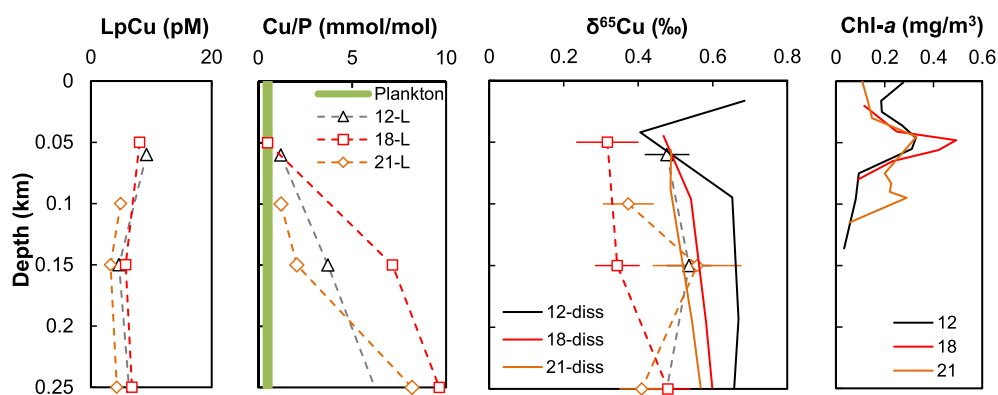 LpCu (pM)
0 20
Cu/P (mmol/mol)
0 5 10
δ⁶⁵Cu (‰)
0 0.2 0.4 0.6 0.8
Chl-a (mg/m³)
0 0.2 0.4 0.6
Depth (km)
0
0.05
0.1
0.15
0.2
0.25
Plankton
12-L
18-L
21-L
12-diss
18-diss
21-diss
12
18
21